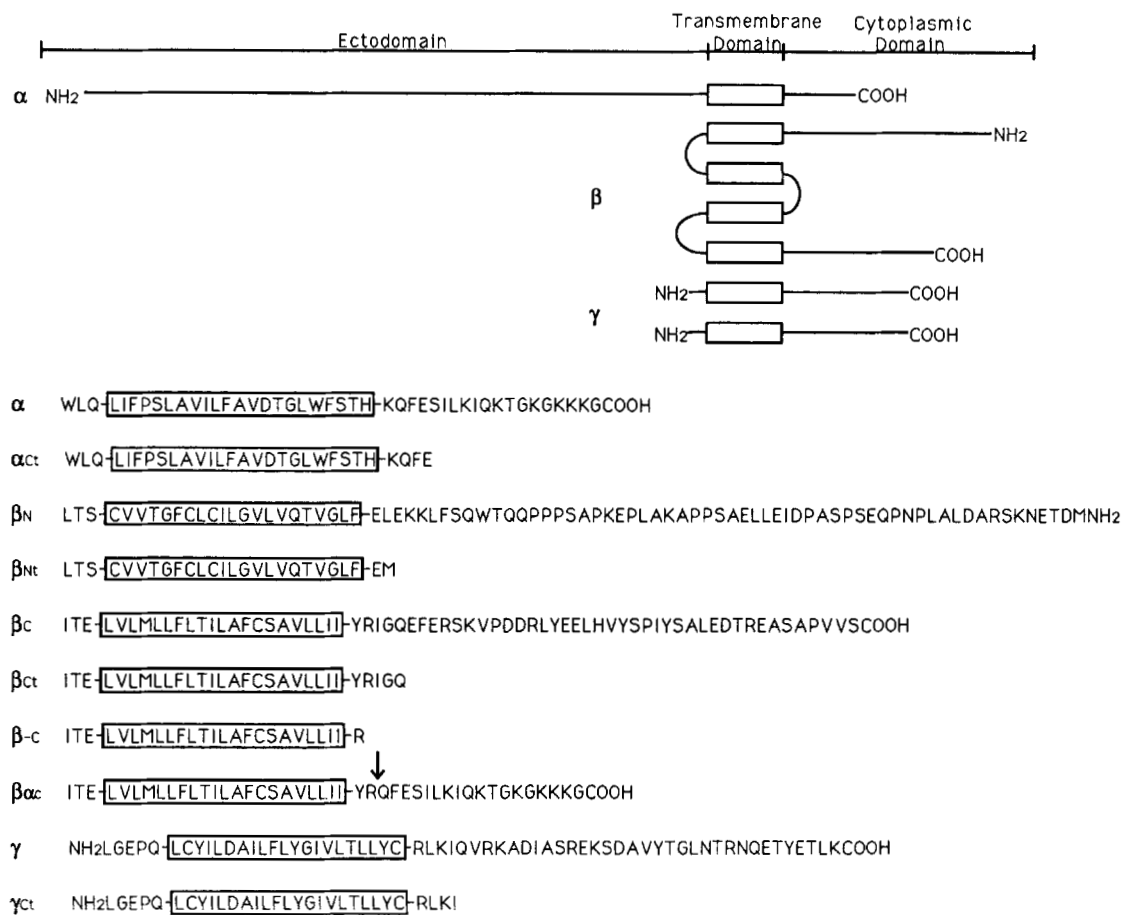 Ectodomain
Transmembrane Domain
Cytoplasmic Domain
α NH2 COOH
NH2
β
COOH
γ NH2 COOH
NH2 COOH
α WLQ-LIFPSLAVILFAVDTGLWFSTH-KQFESILKIQKTGKGKKKGCOOH
αCt WLQ-LIFPSLAVILFAVDTGLWFSTH-KQFE
βN LTS-CVVTGFCLCILGVLVQTVGLF-ELEKKLFSQWTQQPPPSAPKEPLAKAPPSAELLEIDPASPSEQPNPLALDARSKNETDMNH2
βNt LTS-CVVTGFCLCILGVLVQTVGLF-EM
βC ITE-LVLMLLFLTILAFCSAVLLII-YRIGQEFERSKVPDDRLYEELHVYSPIYSALEDTREASAPVVSCOOH
βCt ITE-LVLMLLFLTILAFCSAVLLII-YRIGQ
β-C ITE-LVLMLLFLTILAFCSAVLLII-R
βαc ITE-LVLMLLFLTILAFCSAVLLII-YRQFESILKIQKTGKGKKKGCOOH
γ NH2LGEPQ-LCYILDAILFLYGIVLTLLYC-RLKIQVRKADIASREKSDAVYTGLNTRNQETYETLKCOOH
γCt NH2LGEPQ-LCYILDAILFLYGIVLTLLYC-RLKI